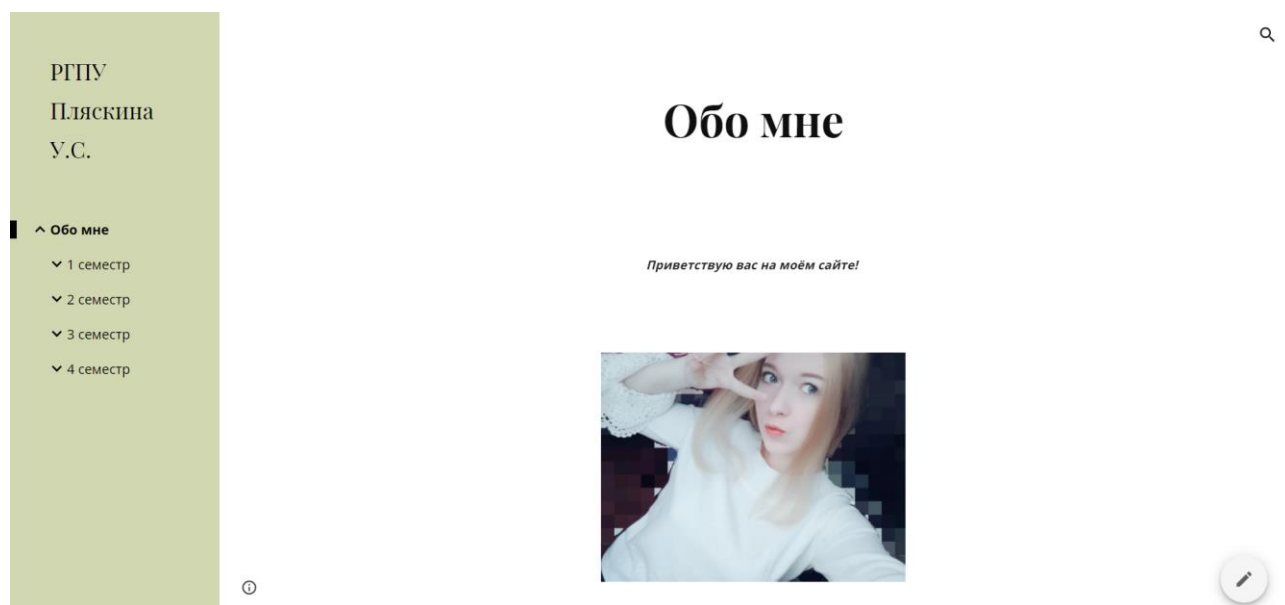 РГПУ
Пляскина
У.С.
Обо мне
1 семестр
2 семестр
3 семестр
4 семестр
Обо мне
Приветствую вас на моём сайте!